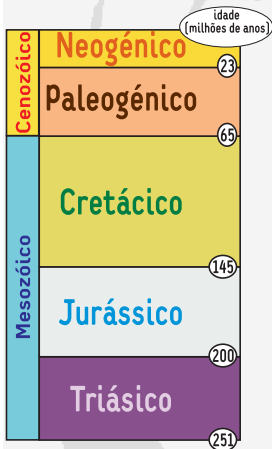 idade
(milhões de anos)
Cenozóico
Neogénico
23
Paleogénico
65
Mesozóico
Cretácico
145
Jurássico
200
Triásico
251